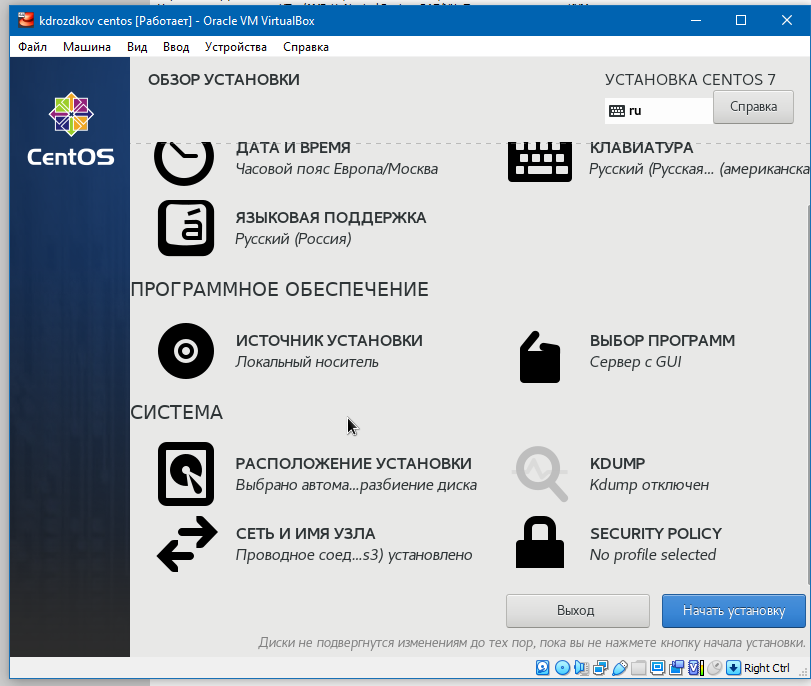 kdrozdkov centos [Работает] - Oracle VM VirtualBox
Файл Машина Вид Ввод Устройства Справка
ОБЗОР УСТАНОВКИ
УСТАНОВКА CENTOS 7
ru
Справка
CentOS
ДАТА И ВРЕМЯ
Часовой пояс Европа/Москва
КЛАВИАТУРА
Русский (Русская... (американска
ЯЗЫКОВАЯ ПОДДЕРЖКА
Русский (Россия)
ПРОГРАММНОЕ ОБЕСПЕЧЕНИЕ
ИСТОЧНИК УСТАНОВКИ
Локальный носитель
ВЫБОР ПРОГРАММ
Сервер с GUI
СИСТЕМА
РАСПОЛОЖЕНИЕ УСТАНОВКИ
Выбрано автома...разбиение диска
KDUMP
Kdump отключен
СЕТЬ И ИМЯ УЗЛА
Проводное соед...s3) установлено
SECURITY POLICY
No profile selected
Выход
Начать установку
Диски не подвергнутся изменениям до тех пор, пока вы не нажмете кнопку начала установки.
Right Ctrl